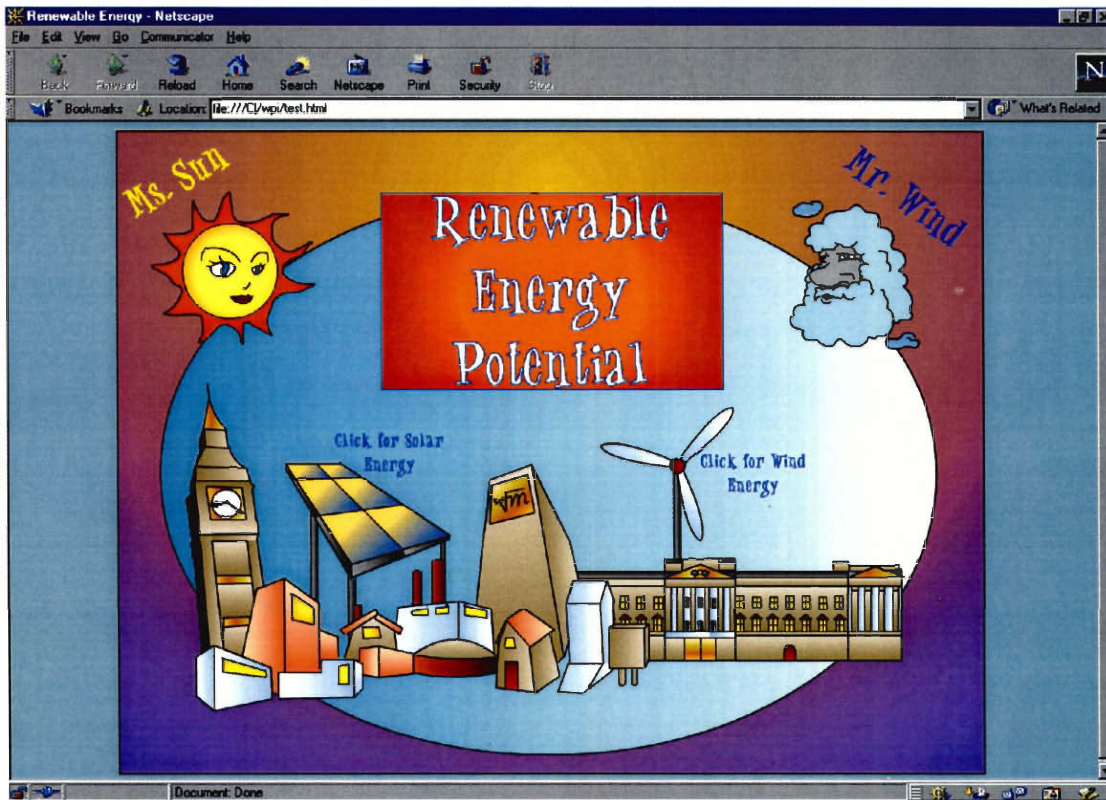 Renewable Energy - Netscape
File Edit View Go Communicator Help
Back Forward Reload Home Search Netscape Print Security Stop
Bookmarks Location: file:///C|/wpi/test.html What's Related
Ms. Sun
Mr. Wind
Renewable
Energy
Potential
Click for Solar
Energy
Click for Wind
Energy
Document: Done